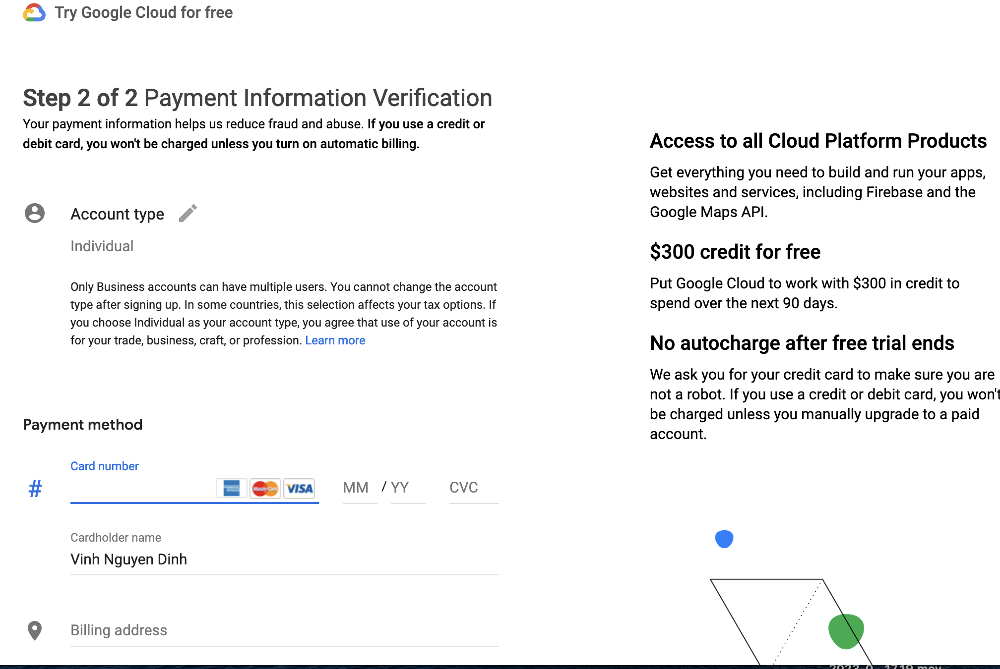 Try Google Cloud for free
Step 2 of 2 Payment Information Verification
Your payment information helps us reduce fraud and abuse. If you use a credit or
debit card, you won't be charged unless you turn on automatic billing.
Account type
Individual
Only Business accounts can have multiple users. You cannot change the account
type after signing up. In some countries, this selection affects your tax options. If
you choose Individual as your account type, you agree that use of your account is
for your trade, business, craft, or profession. Learn more
Payment method
Card number
# MasterCard VISA MM / YY CVC
Cardholder name
Vinh Nguyen Dinh
Billing address
Access to all Cloud Platform Products
Get everything you need to build and run your apps,
websites and services, including Firebase and the
Google Maps API.
$300 credit for free
Put Google Cloud to work with $300 in credit to
spend over the next 90 days.
No autocharge after free trial ends
We ask you for your credit card to make sure you are
not a robot. If you use a credit or debit card, you won't
be charged unless you manually upgrade to a paid
account.